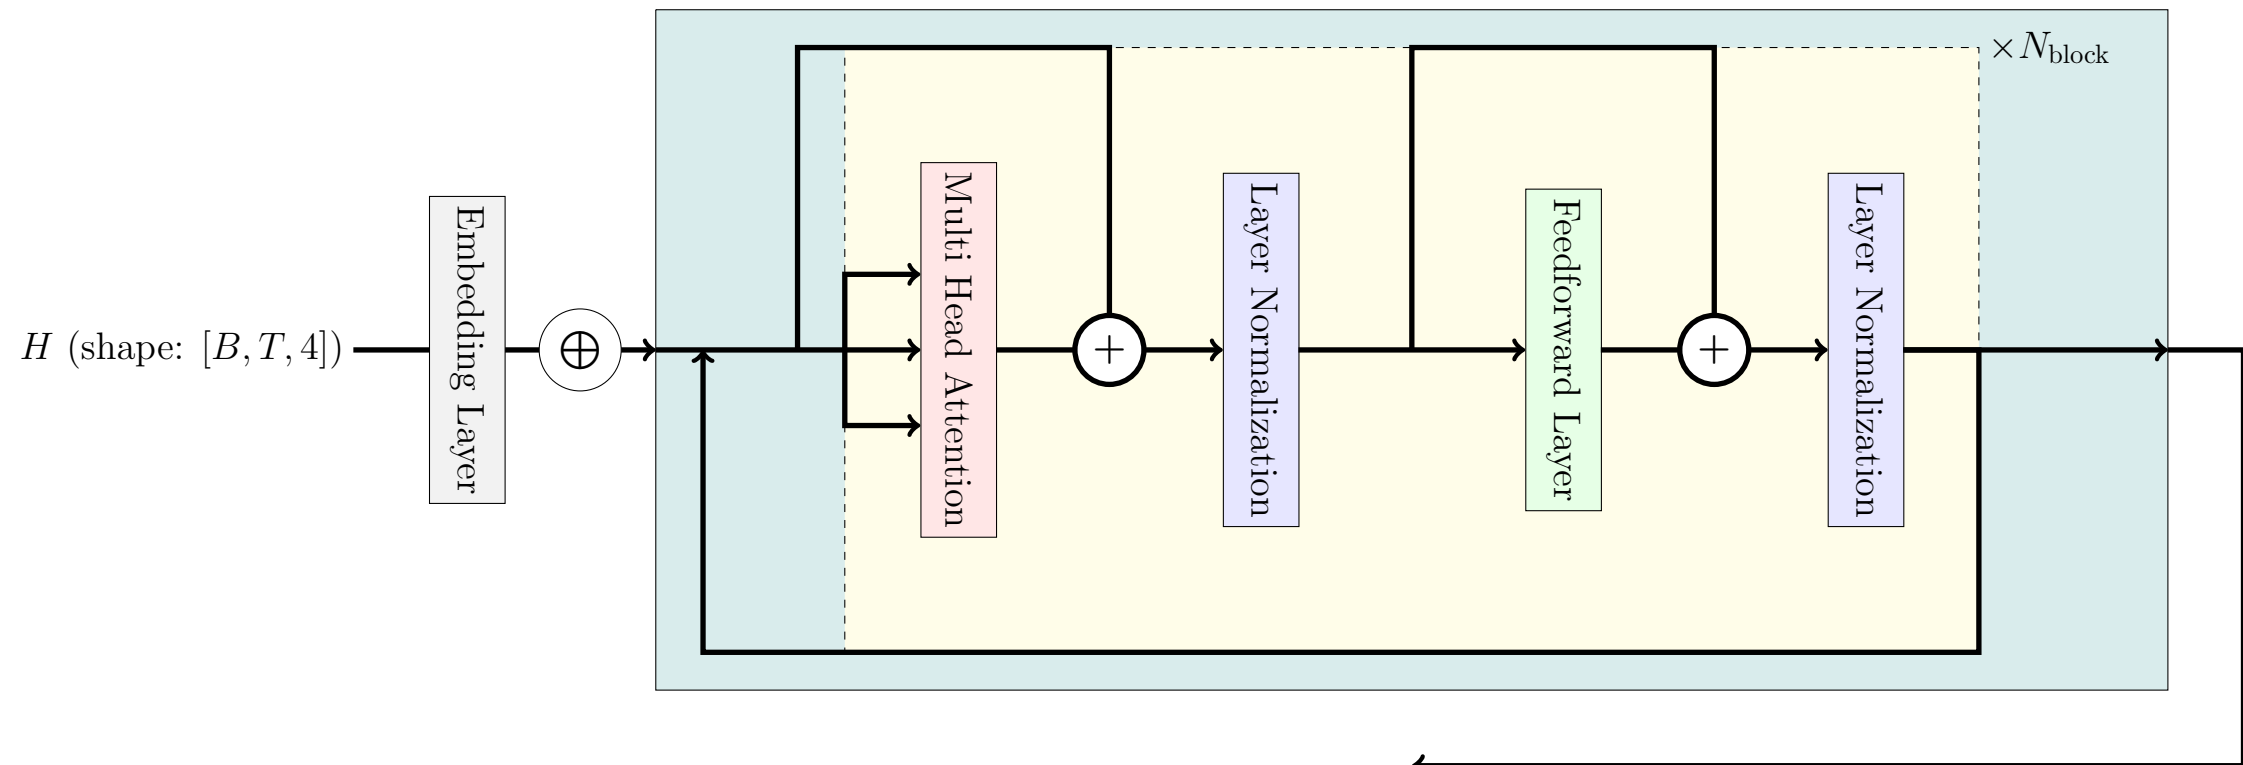 H (shape: [B, T, 4])
Embedding Layer
⊕
Multi Head Attention
+
Layer Normalization
Feedforward Layer
+
Layer Normalization
×N_block